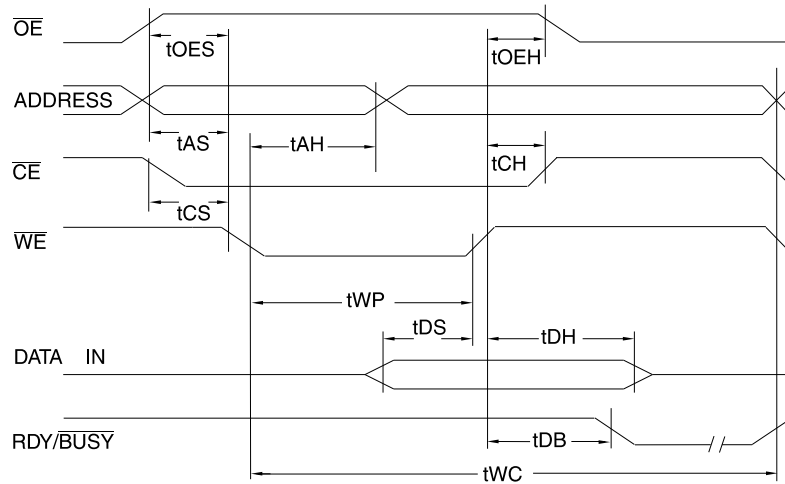 OE
tOES
tOEH
ADDRESS
tAS
tAH
tCH
CE
tCS
WE
tWP
tDS
tDH
DATA IN
RDY/BUSY
tDB
tWC